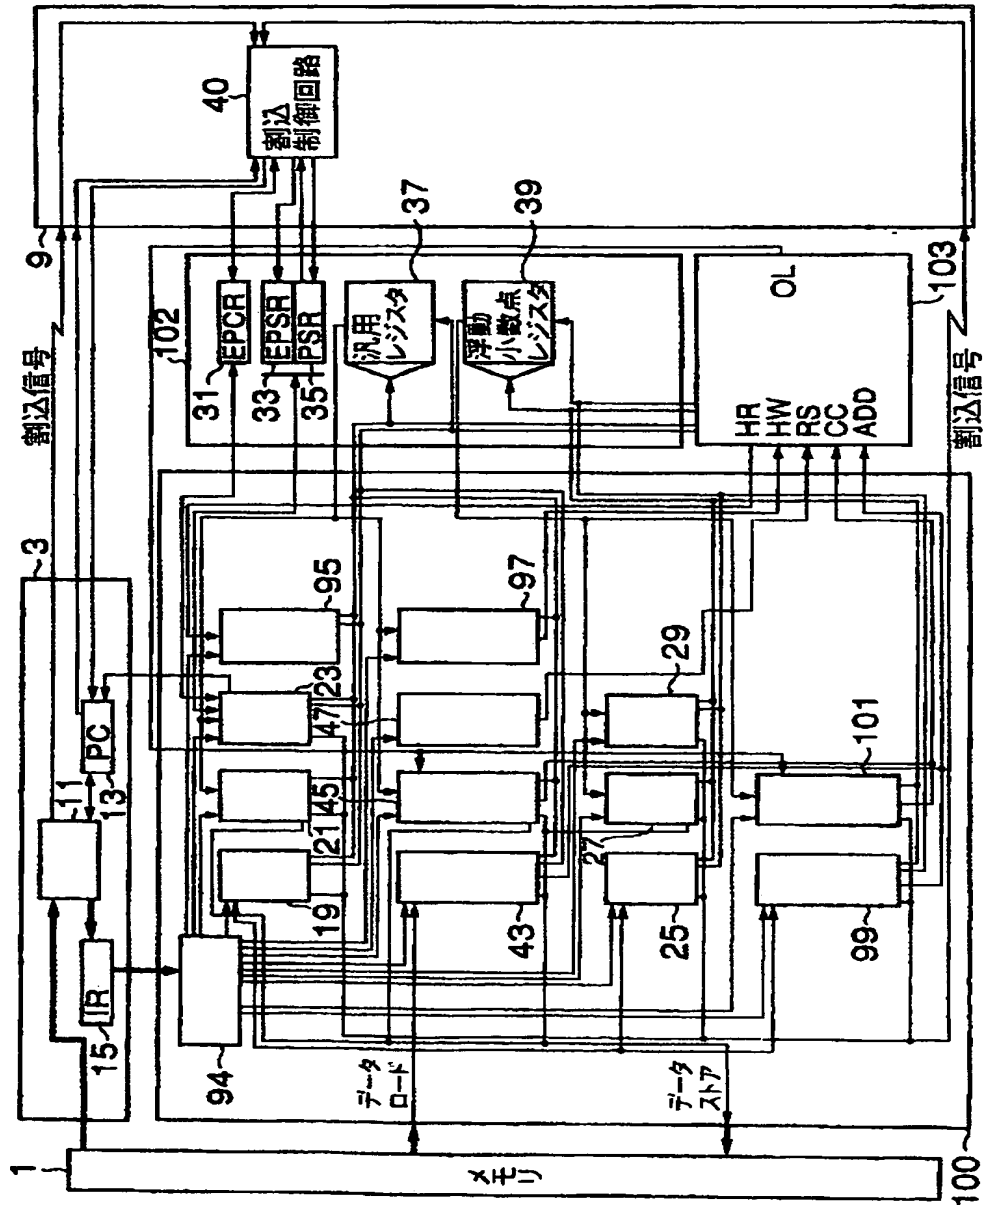 1
メモリ
3
15
IR
11
13
PC
割込信号
9
40
割込
制御回路
94
19
21
23
95
43
45
47
97
25
27
29
99
101
データ
ロード
データ
ストア
100
102
31
EPCR
33
EPSR
35
PSR
汎用
レジスタ
37
浮動
小数点
レジスタ
39
HR
HW
RS
CC
ADD
OL
103
割込信号